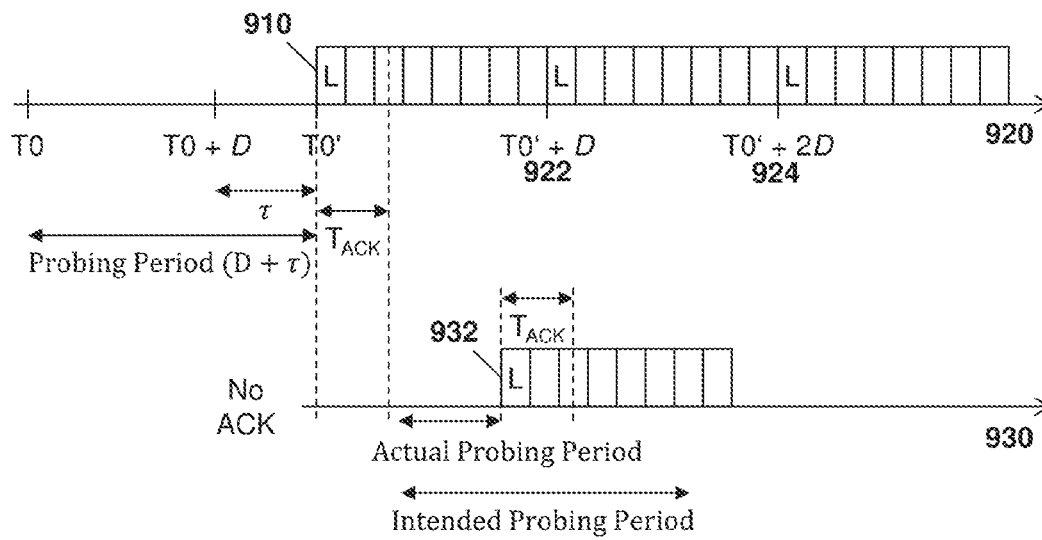 910
L L L
T0 T0 + D T0' T0' + D T0' + 2D 920
922 924
τ
T_ACK
Probing Period (D + τ)
932 T_ACK
L
No
ACK
930
Actual Probing Period
Intended Probing Period